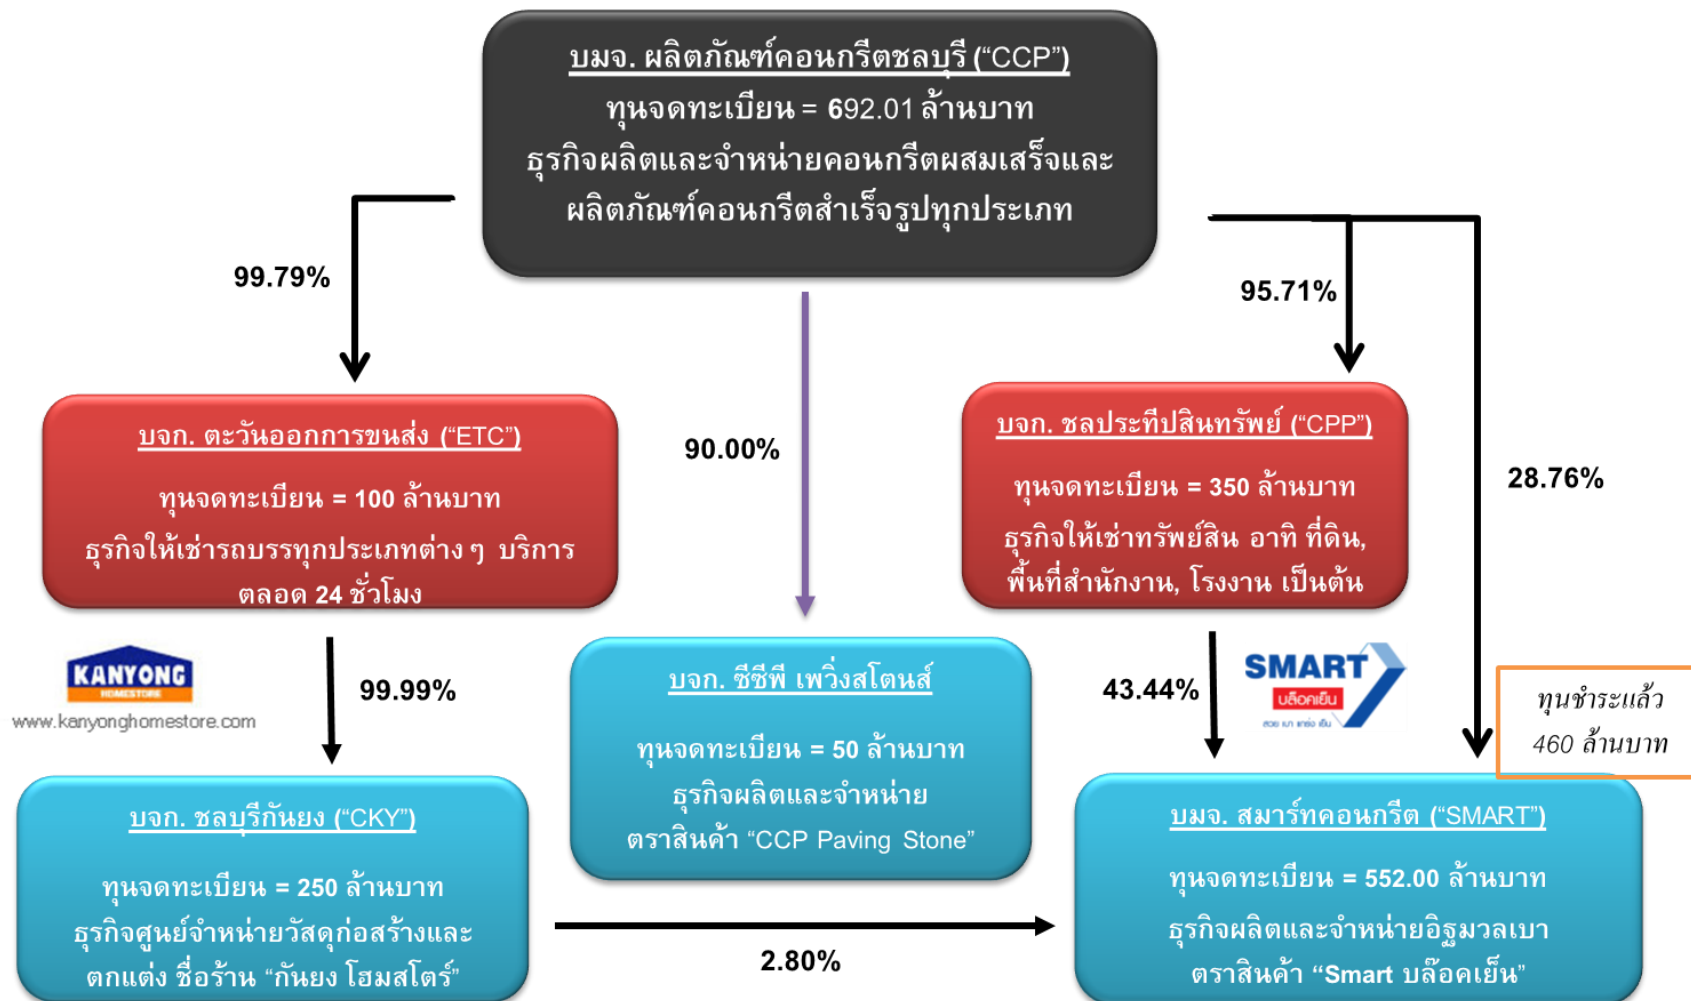 บมจ. ผลิตภัณฑ์คอนกรีตชลบุรี (“CCP”)
ทุนจดทะเบียน = 692.01 ล้านบาท
ธุรกิจผลิตและจำหน่ายคอนกรีตผสมเสร็จและ
ผลิตภัณฑ์คอนกรีตสำเร็จรูปทุกประเภท
99.79%
95.71%
90.00%
28.76%
บจก. ตะวันออกการขนส่ง (“ETC”)
ทุนจดทะเบียน = 100 ล้านบาท
ธุรกิจให้เช่ารถบรรทุกประเภทต่าง ๆ บริการ
ตลอด 24 ชั่วโมง
บจก. ชลประทีปสินทรัพย์ (“CPP”)
ทุนจดทะเบียน = 350 ล้านบาท
ธุรกิจให้เช่าทรัพย์สิน อาทิ ที่ดิน,
พื้นที่สำนักงาน, โรงงาน เป็นต้น
KANYONG
HOMESTORE
www.kanyonghomestore.com
99.99%
บจก. ซีซีพี เพวิ่งสโตนส์
ทุนจดทะเบียน = 50 ล้านบาท
ธุรกิจผลิตและจำหน่าย
ตราสินค้า “CCP Paving Stone”
43.44%
SMART
บล็อคเย็น
สวย เบา แกร่ง เย็น
ทุนชำระแล้ว
460 ล้านบาท
บจก. ชลบุรีกันยง (“CKY”)
ทุนจดทะเบียน = 250 ล้านบาท
ธุรกิจศูนย์จำหน่ายวัสดุก่อสร้างและ
ตกแต่ง ชื่อร้าน “กันยง โฮมสโตร์”
2.80%
บมจ. สมาร์ทคอนกรีต (“SMART”)
ทุนจดทะเบียน = 552.00 ล้านบาท
ธุรกิจผลิตและจำหน่ายอิฐมวลเบา
ตราสินค้า “Smart บล๊อคเย็น”